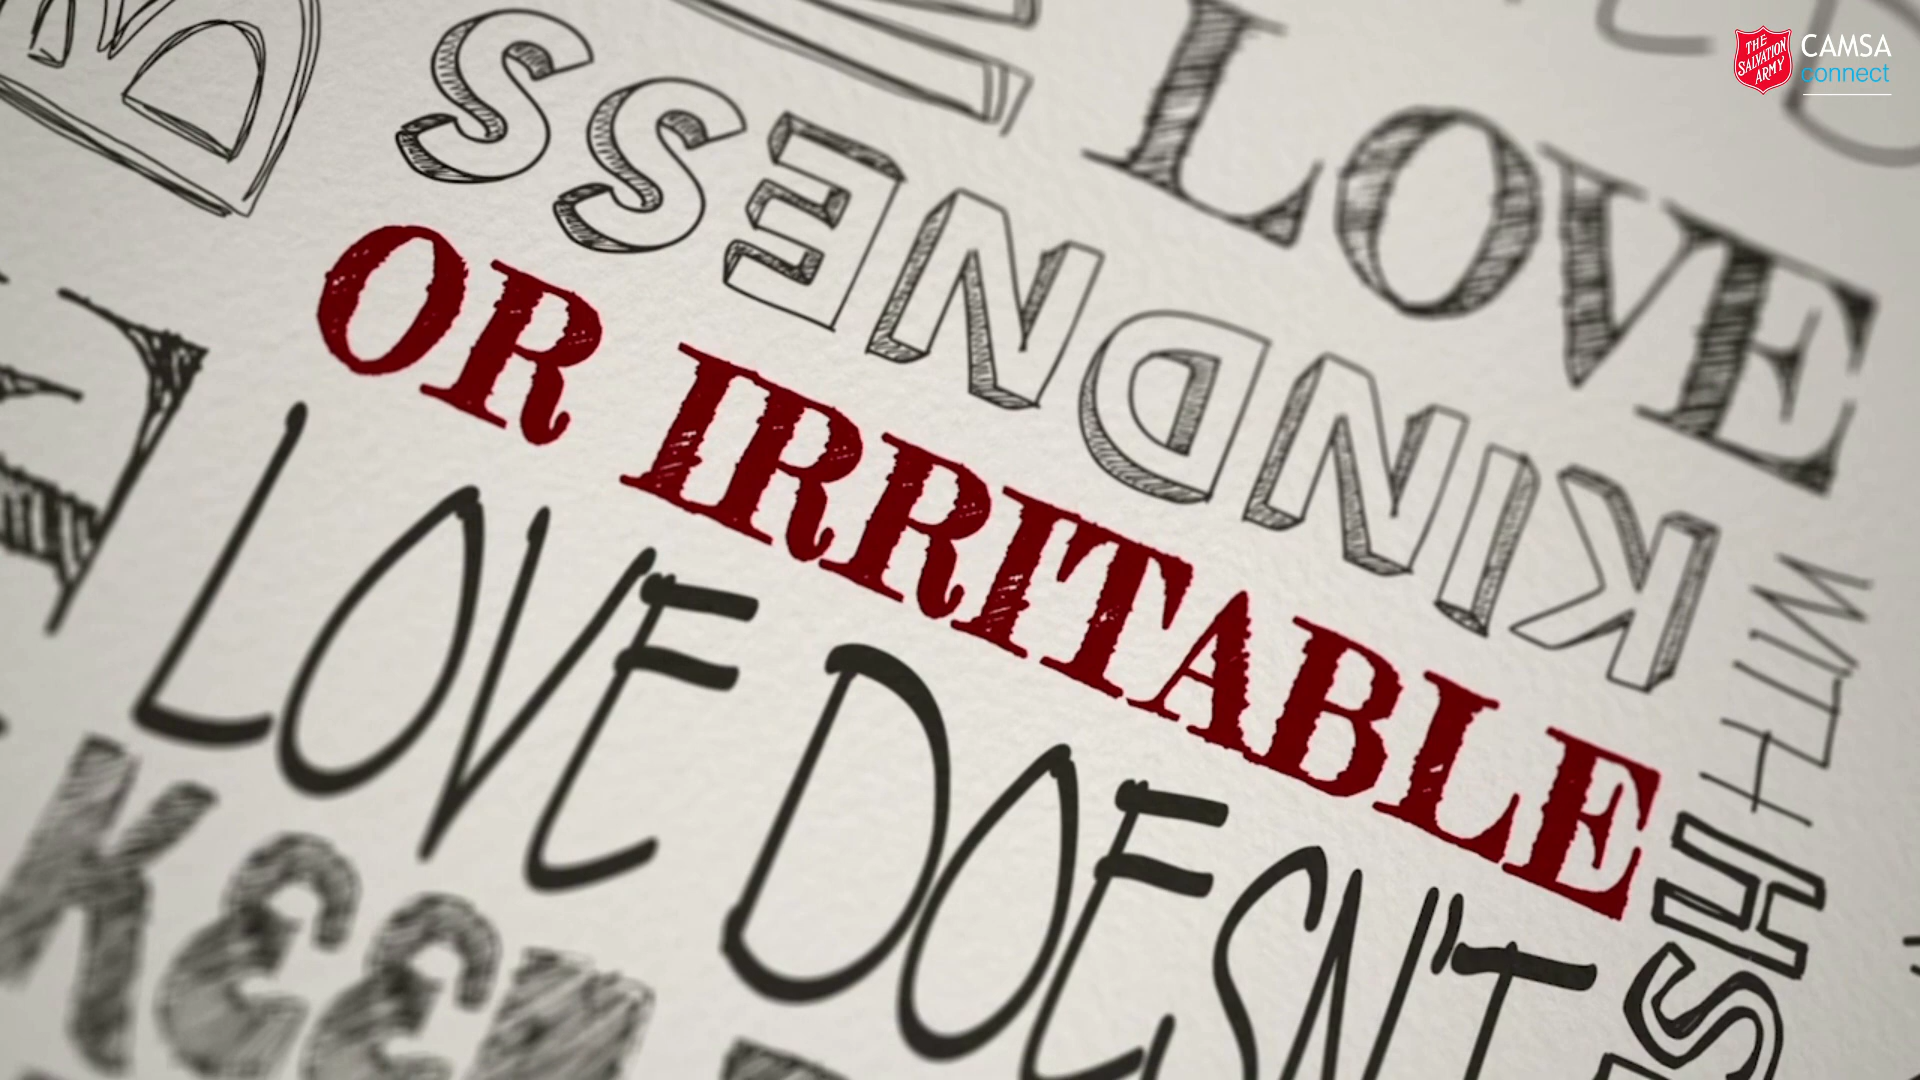 THE
SALVATION
ARMY
CAMSA
connect
LOVE
KINDNESS
OR IRRITABLE
WITH
LOVE DOESN'T